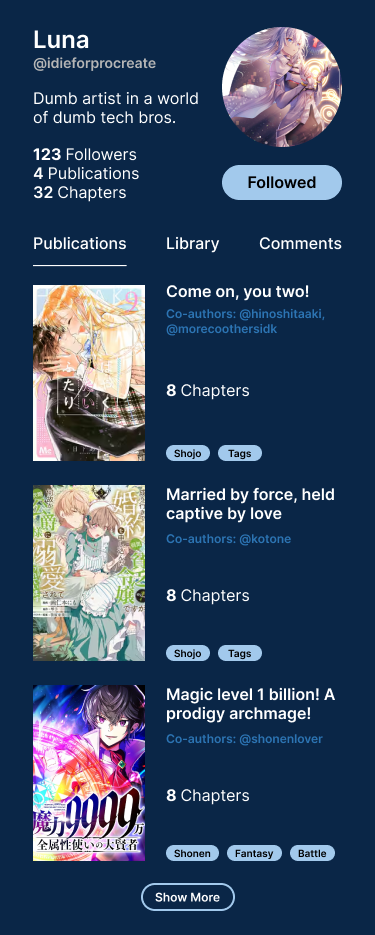 Luna
@idieforprocreate
Dumb artist in a world
of dumb tech bros.
123 Followers
4 Publications
32 Chapters
Followed
Publications
Library
Comments
9
ふたり
Come on, you two!
Co-authors: @hinoshitaaki,
@morecoothersidk
8 Chapters
Shojo
Tags
Married by force, held
captive by love
Co-authors: @kotone
8 Chapters
Shojo
Tags
魔力9999万
全属性使いの大賢者
Magic level 1 billion! A
prodigy archmage!
Co-authors: @shonenlover
8 Chapters
Shonen
Fantasy
Battle
Show More